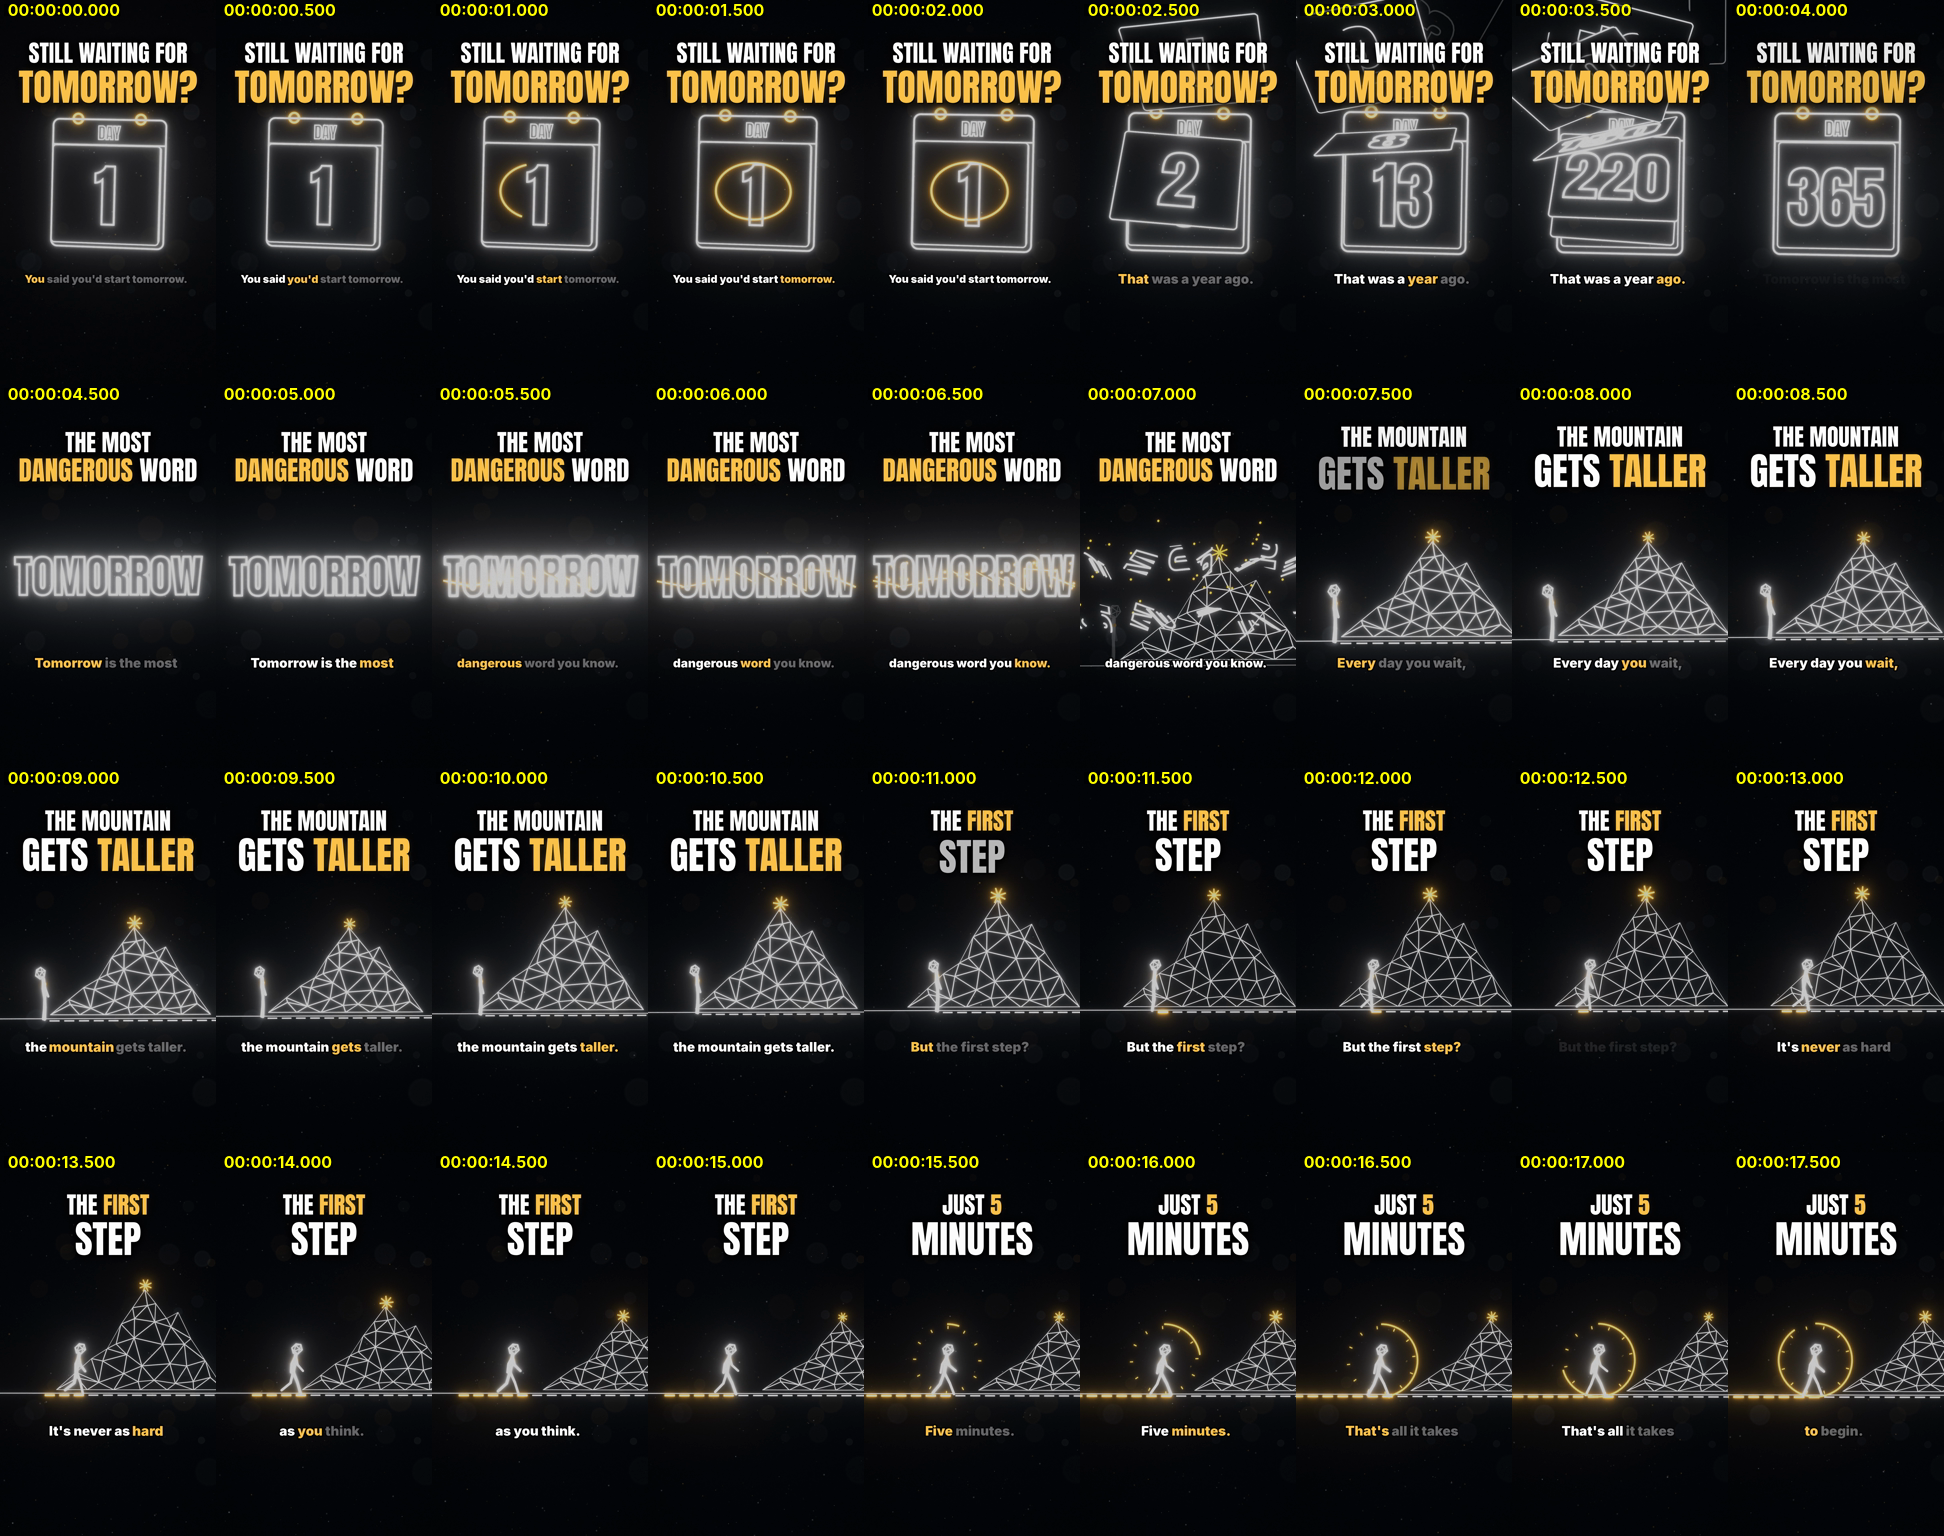 00:00:00.000
STILL WAITING FOR
TOMORROW?
DAY
1
You said you'd start tomorrow.
00:00:00.500
STILL WAITING FOR
TOMORROW?
DAY
1
You said you'd start tomorrow.
00:00:01.000
STILL WAITING FOR
TOMORROW?
DAY
1
You said you'd start tomorrow.
00:00:01.500
STILL WAITING FOR
TOMORROW?
DAY
1
You said you'd start tomorrow.
00:00:02.000
STILL WAITING FOR
TOMORROW?
DAY
1
You said you'd start tomorrow.
00:00:02.500
STILL WAITING FOR
TOMORROW?
DAY
2
That was a year ago.
00:00:03.000
STILL WAITING FOR
TOMORROW?
DAY
13
That was a year ago.
00:00:03.500
STILL WAITING FOR
TOMORROW?
DAY
220
That was a year ago.
00:00:04.000
STILL WAITING FOR
TOMORROW?
DAY
365
Tomorrow is the most
00:00:04.500
THE MOST
DANGEROUS WORD
TOMORROW
Tomorrow is the most
00:00:05.000
THE MOST
DANGEROUS WORD
TOMORROW
Tomorrow is the most
00:00:05.500
THE MOST
DANGEROUS WORD
TOMORROW
dangerous word you know.
00:00:06.000
THE MOST
DANGEROUS WORD
TOMORROW
dangerous word you know.
00:00:06.500
THE MOST
DANGEROUS WORD
TOMORROW
dangerous word you know.
00:00:07.000
THE MOST
DANGEROUS WORD
dangerous word you know.
00:00:07.500
THE MOUNTAIN
GETS TALLER
Every day you wait,
00:00:08.000
THE MOUNTAIN
GETS TALLER
Every day you wait,
00:00:08.500
THE MOUNTAIN
GETS TALLER
Every day you wait,
00:00:09.000
THE MOUNTAIN
GETS TALLER
the mountain gets taller.
00:00:09.500
THE MOUNTAIN
GETS TALLER
the mountain gets taller.
00:00:10.000
THE MOUNTAIN
GETS TALLER
the mountain gets taller.
00:00:10.500
THE MOUNTAIN
GETS TALLER
the mountain gets taller.
00:00:11.000
THE FIRST
STEP
But the first step?
00:00:11.500
THE FIRST
STEP
But the first step?
00:00:12.000
THE FIRST
STEP
But the first step?
00:00:12.500
THE FIRST
STEP
But the first step?
00:00:13.000
THE FIRST
STEP
It's never as hard
00:00:13.500
THE FIRST
STEP
It's never as hard
00:00:14.000
THE FIRST
STEP
as you think.
00:00:14.500
THE FIRST
STEP
as you think.
00:00:15.000
THE FIRST
STEP
00:00:15.500
JUST 5
MINUTES
Five minutes.
00:00:16.000
JUST 5
MINUTES
Five minutes.
00:00:16.500
JUST 5
MINUTES
That's all it takes
00:00:17.000
JUST 5
MINUTES
That's all it takes
00:00:17.500
JUST 5
MINUTES
to begin.